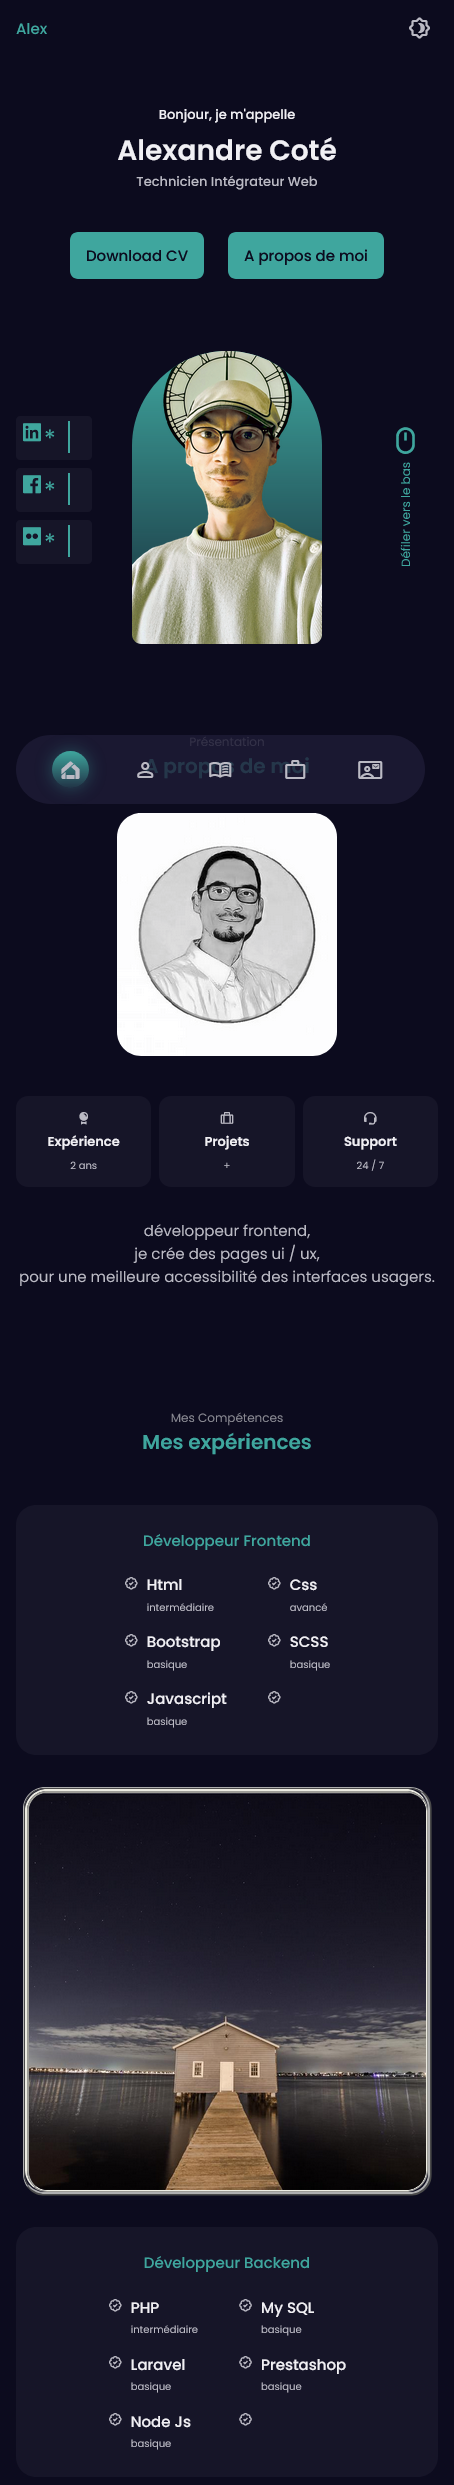 Alex
Bonjour, je m'appelle
Alexandre Coté
Technicien Intégrateur Web
Download CV
A propos de moi
in *
*
*
Défiler vers le bas
Présentation
A propos de moi
Expérience
2 ans
Projets
+
Support
24 / 7
développeur frontend,
je crée des pages ui / ux,
pour une meilleure accessibilité des interfaces usagers.
Mes Compétences
Mes expériences
Développeur Frontend
Html
intermédiaire
Css
avancé
Bootstrap
basique
SCSS
basique
Javascript
basique
Développeur Backend
PHP
intermédiaire
My SQL
basique
Laravel
basique
Prestashop
basique
Node Js
basique